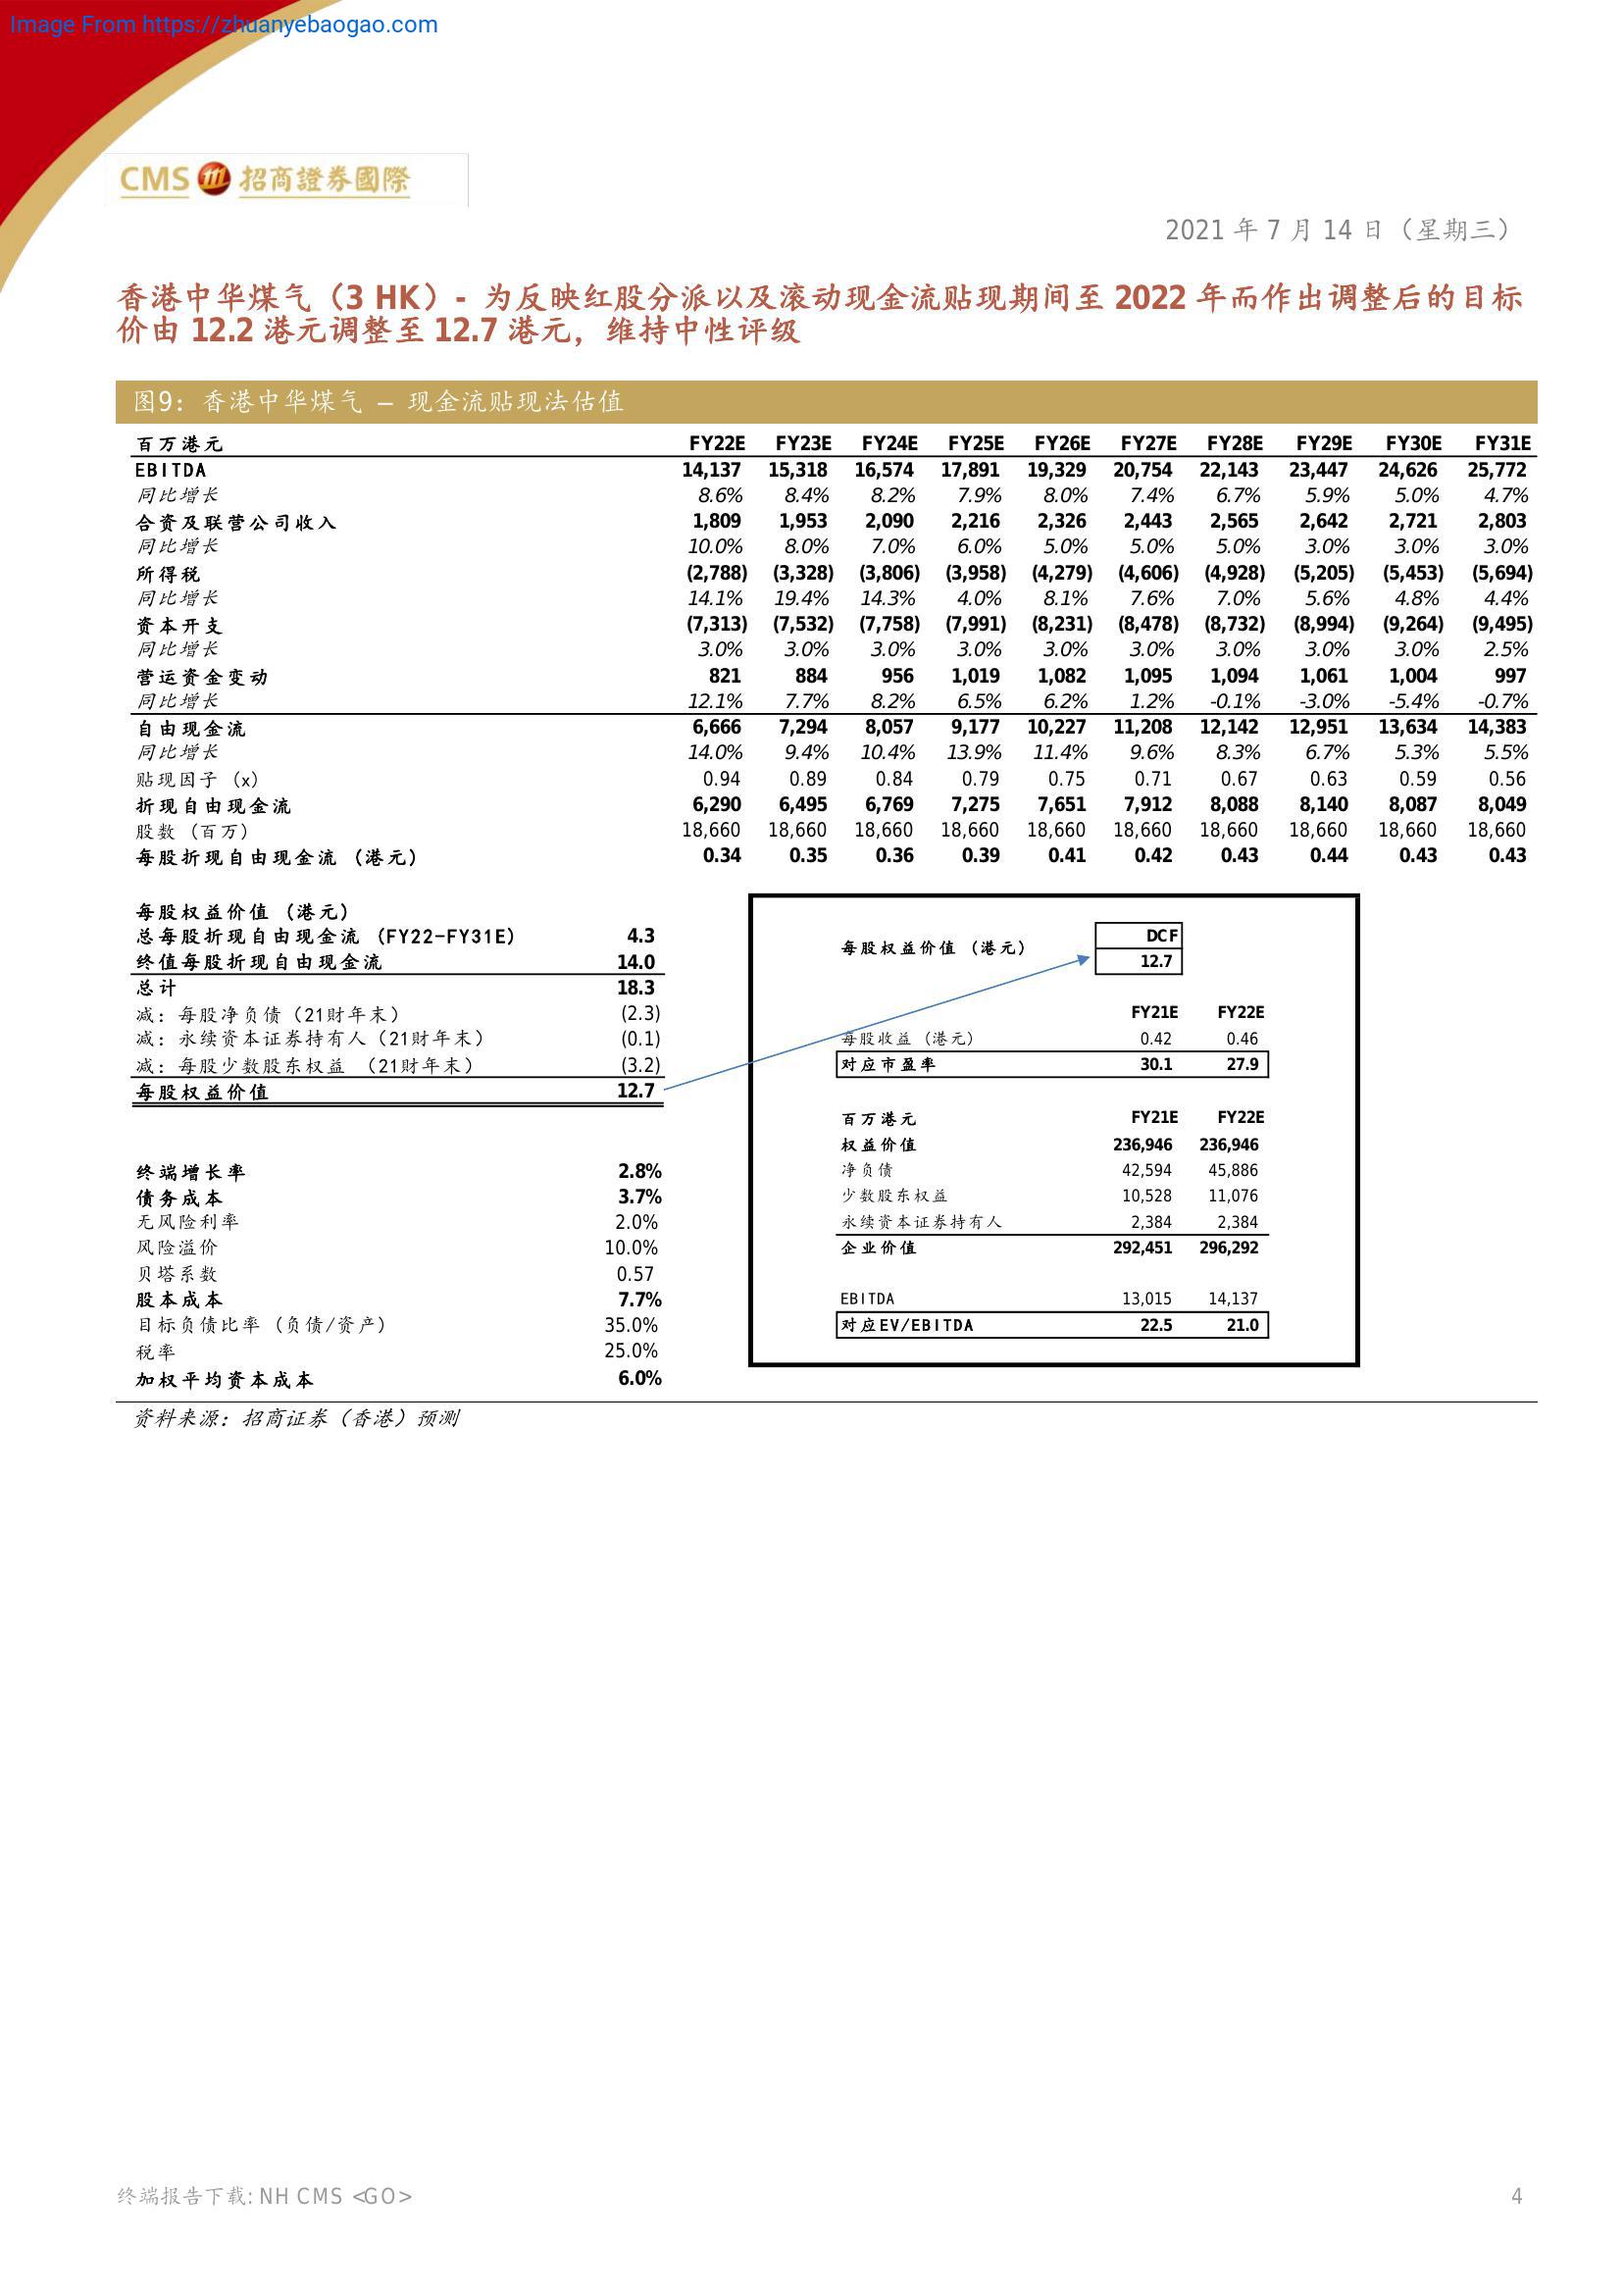 Image From https://zhuanyebaogao.com
CMS 招商證券國際
2021 年 7 月 14 日（星期三）
香港中华煤气（3 HK）- 为反映红股分派以及滚动现金流贴现期间至 2022 年而作出调整后的目标
价由 12.2 港元调整至 12.7 港元，维持中性评级
图9：香港中华煤气 – 现金流贴现法估值
百万港元 FY22E FY23E FY24E FY25E FY26E FY27E FY28E FY29E FY30E FY31E
EBITDA 14,137 15,318 16,574 17,891 19,329 20,754 22,143 23,447 24,626 25,772
同比增长 8.6% 8.4% 8.2% 7.9% 8.0% 7.4% 6.7% 5.9% 5.0% 4.7%
合资及联营公司收入 1,809 1,953 2,090 2,216 2,326 2,443 2,565 2,642 2,721 2,803
同比增长 10.0% 8.0% 7.0% 6.0% 5.0% 5.0% 5.0% 3.0% 3.0% 3.0%
所得税 (2,788) (3,328) (3,806) (3,958) (4,279) (4,606) (4,928) (5,205) (5,453) (5,694)
同比增长 14.1% 19.4% 14.3% 4.0% 8.1% 7.6% 7.0% 5.6% 4.8% 4.4%
资本开支 (7,313) (7,532) (7,758) (7,991) (8,231) (8,478) (8,732) (8,994) (9,264) (9,495)
同比增长 3.0% 3.0% 3.0% 3.0% 3.0% 3.0% 3.0% 3.0% 3.0% 2.5%
营运资金变动 821 884 956 1,019 1,082 1,095 1,094 1,061 1,004 997
同比增长 12.1% 7.7% 8.2% 6.5% 6.2% 1.2% -0.1% -3.0% -5.4% -0.7%
自由现金流 6,666 7,294 8,057 9,177 10,227 11,208 12,142 12,951 13,634 14,383
同比增长 14.0% 9.4% 10.4% 13.9% 11.4% 9.6% 8.3% 6.7% 5.3% 5.5%
贴现因子（x） 0.94 0.89 0.84 0.79 0.75 0.71 0.67 0.63 0.59 0.56
折现自由现金流 6,290 6,495 6,769 7,275 7,651 7,912 8,088 8,140 8,087 8,049
股数（百万） 18,660 18,660 18,660 18,660 18,660 18,660 18,660 18,660 18,660 18,660
每股折现自由现金流（港元） 0.34 0.35 0.36 0.39 0.41 0.42 0.43 0.44 0.43 0.43
每股权益价值（港元）
总每股折现自由现金流（FY22-FY31E） 4.3
终值每股折现自由现金流 14.0
总计 18.3
减：每股净负债（21财年末） (2.3)
减：永续资本证券持有人（21财年末） (0.1)
减：每股少数股东权益 （21财年末） (3.2)
每股权益价值 12.7
终端增长率 2.8%
债务成本 3.7%
无风险利率 2.0%
风险溢价 10.0%
贝塔系数 0.57
股本成本 7.7%
目标负债比率（负债/资产） 35.0%
税率 25.0%
加权平均资本成本 6.0%
DCF
每股权益价值（港元） 12.7
FY21E FY22E
每股收益（港元） 0.42 0.46
对应市盈率 30.1 27.9
百万港元 FY21E FY22E
权益价值 236,946 236,946
净负债 42,594 45,886
少数股东权益 10,528 11,076
永续资本证券持有人 2,384 2,384
企业价值 292,451 296,292
EBITDA 13,015 14,137
对应EV/EBITDA 22.5 21.0
资料来源：招商证券（香港）预测
终端报告下载: NH CMS <GO> 4